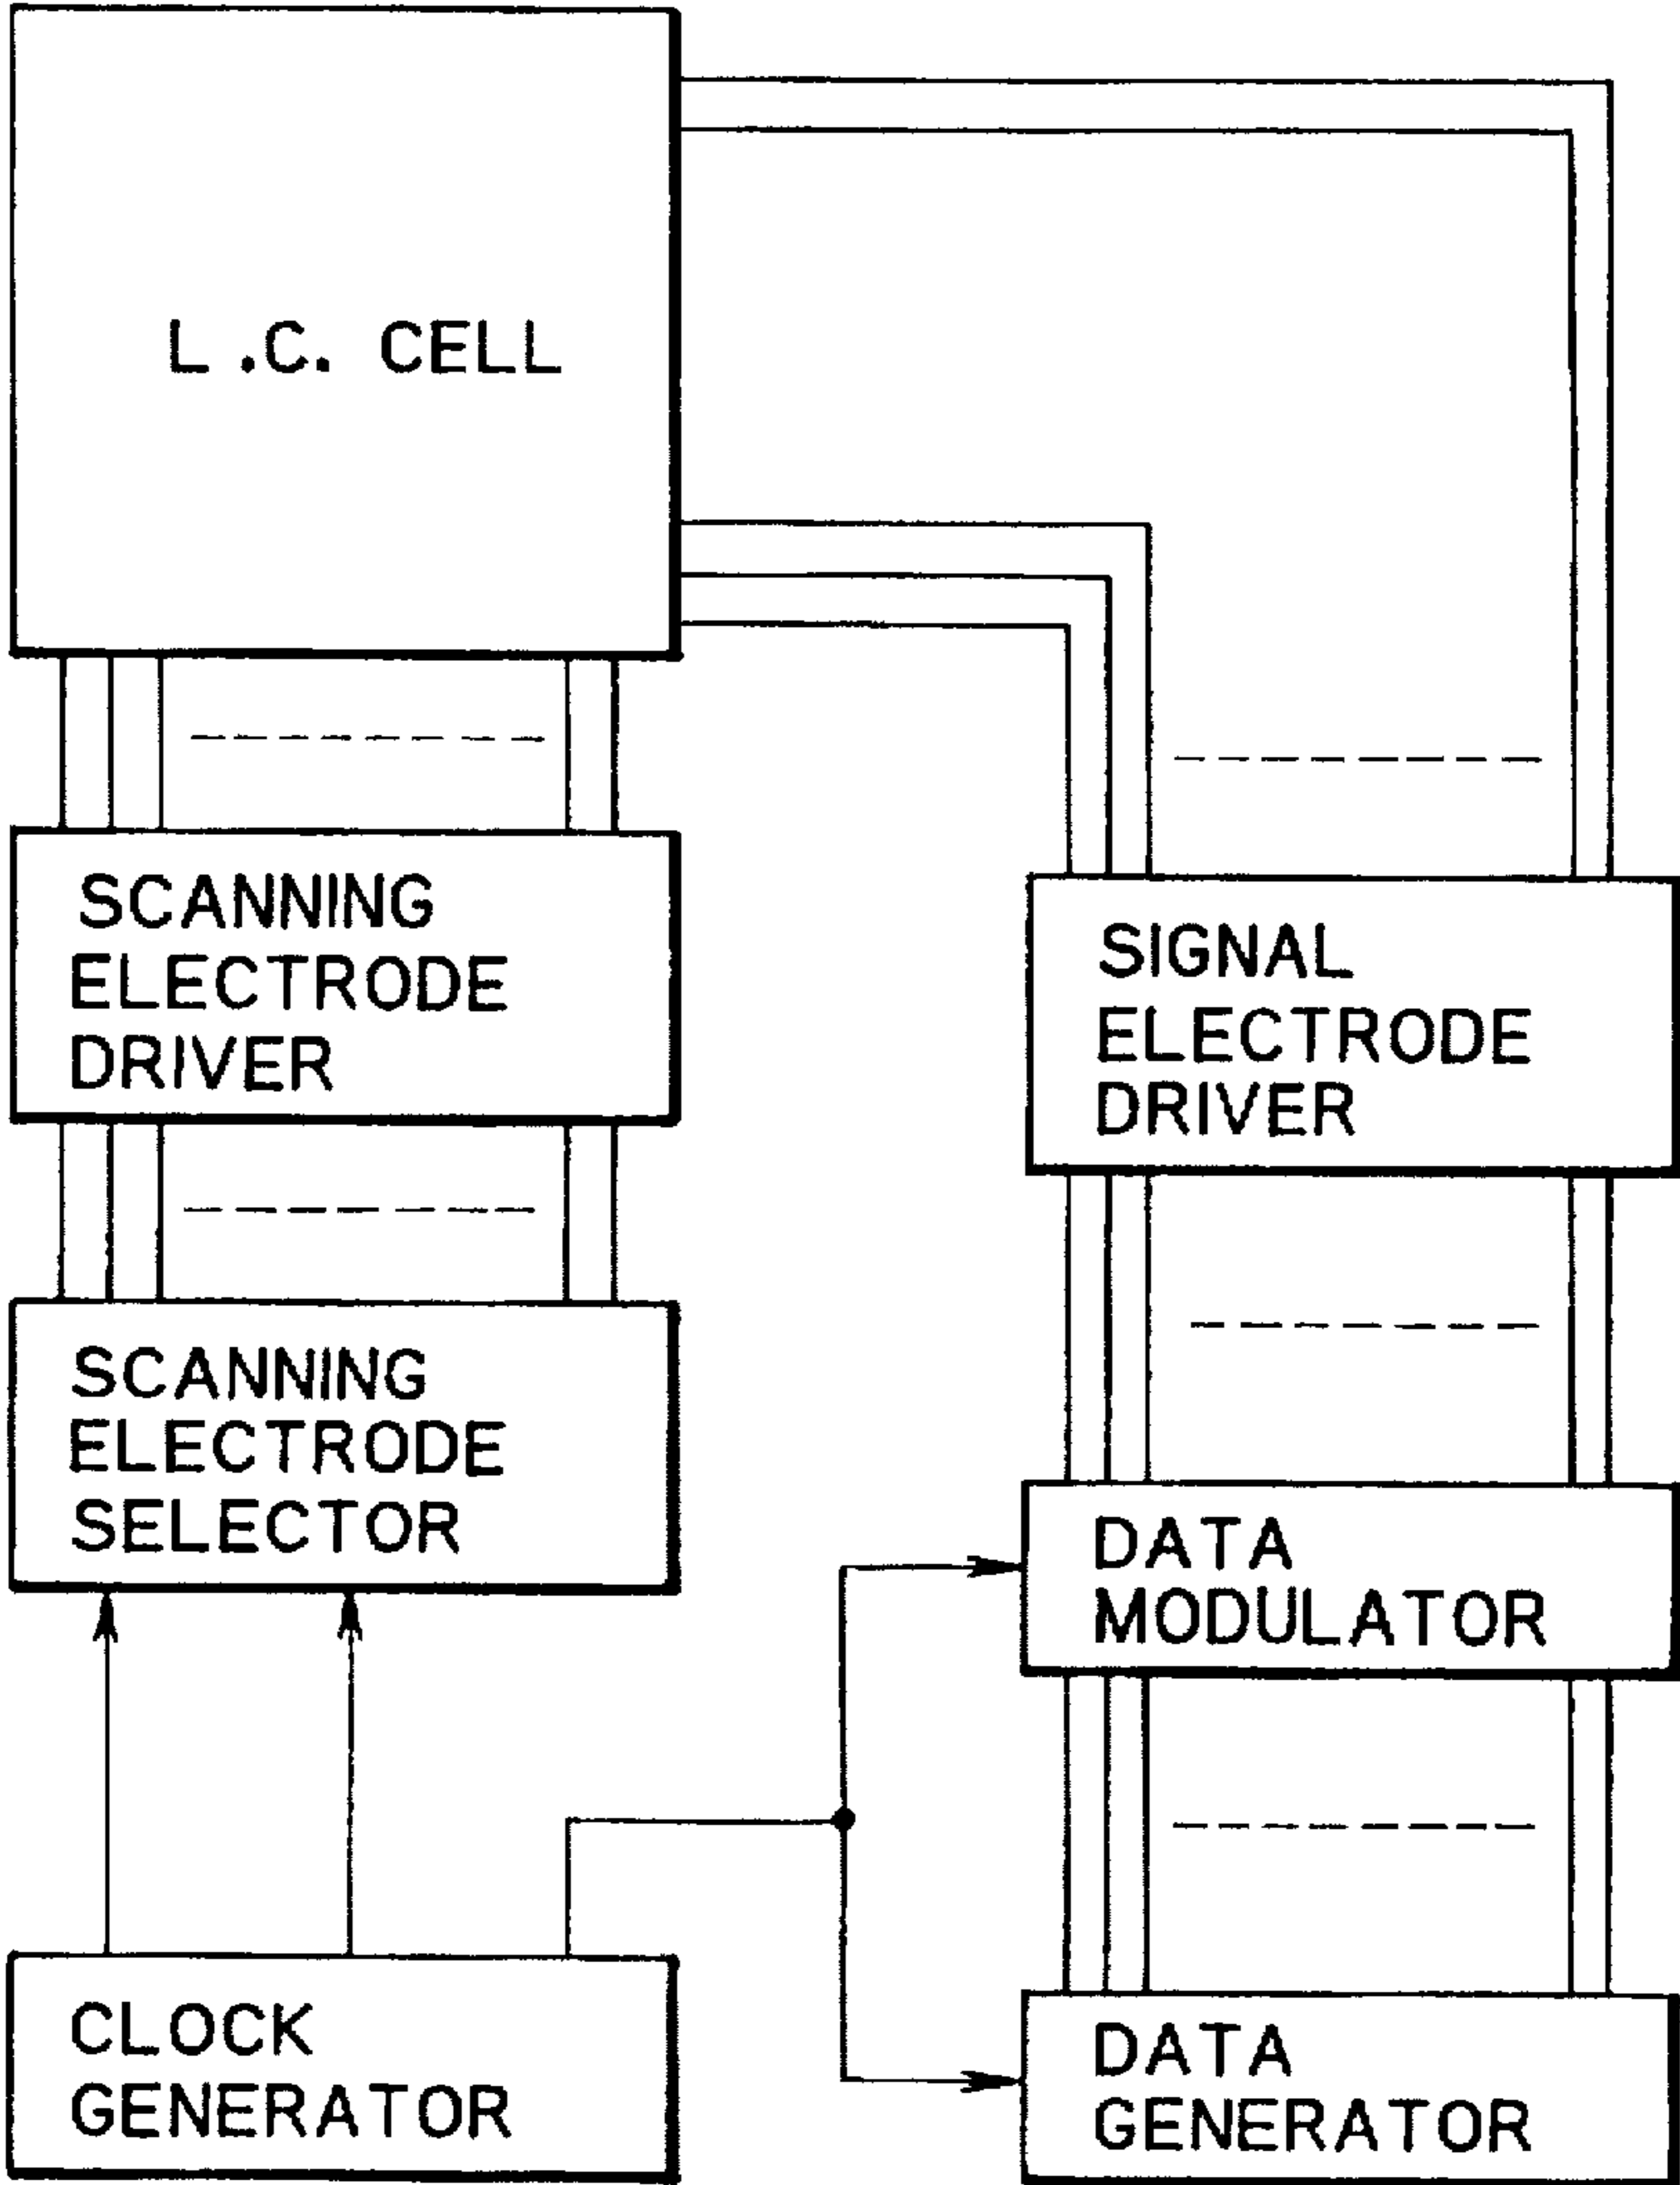 L.C. CELL
SCANNING
ELECTRODE
DRIVER
SIGNAL
ELECTRODE
DRIVER
SCANNING
ELECTRODE
SELECTOR
DATA
MODULATOR
CLOCK
GENERATOR
DATA
GENERATOR